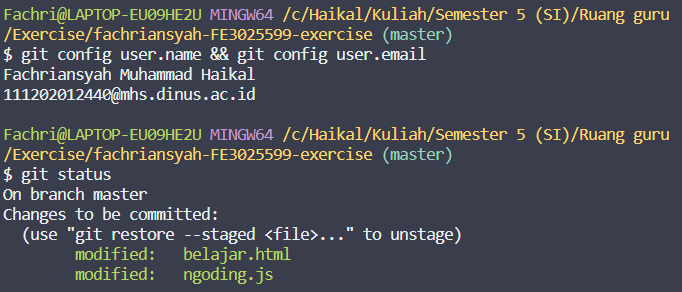 Fachri@LAPTOP-EU09HE2U MINGW64 /c/Haikal/Kuliah/Semester 5 (SI)/Ruang guru
/Exercise/fachriansyah-FE3025599-exercise (master)
$ git config user.name && git config user.email
Fachriansyah Muhammad Haikal
111202012440@mhs.dinus.ac.id

Fachri@LAPTOP-EU09HE2U MINGW64 /c/Haikal/Kuliah/Semester 5 (SI)/Ruang guru
/Exercise/fachriansyah-FE3025599-exercise (master)
$ git status
On branch master
Changes to be committed:
  (use "git restore --staged <file>..." to unstage)
        modified:   belajar.html
        modified:   ngoding.js